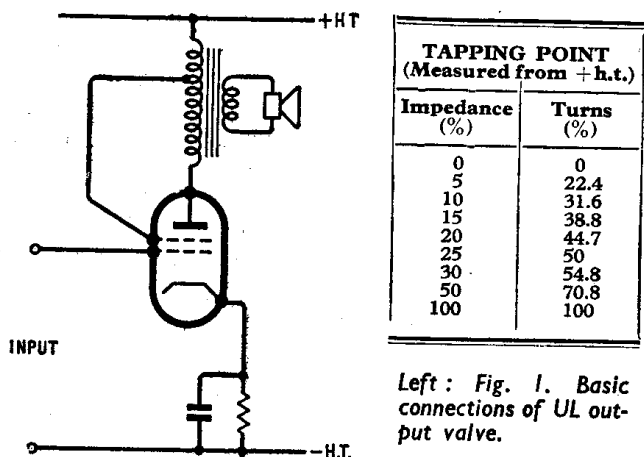 +HT
INPUT
−H.T.
TAPPING POINT
(Measured from +h.t.)
Impedance Turns
(%) (%)
0 0
5 22.4
10 31.6
15 38.8
20 44.7
25 50
30 54.8
50 70.8
100 100
Left : Fig. 1. Basic
connections of UL out-
put valve.